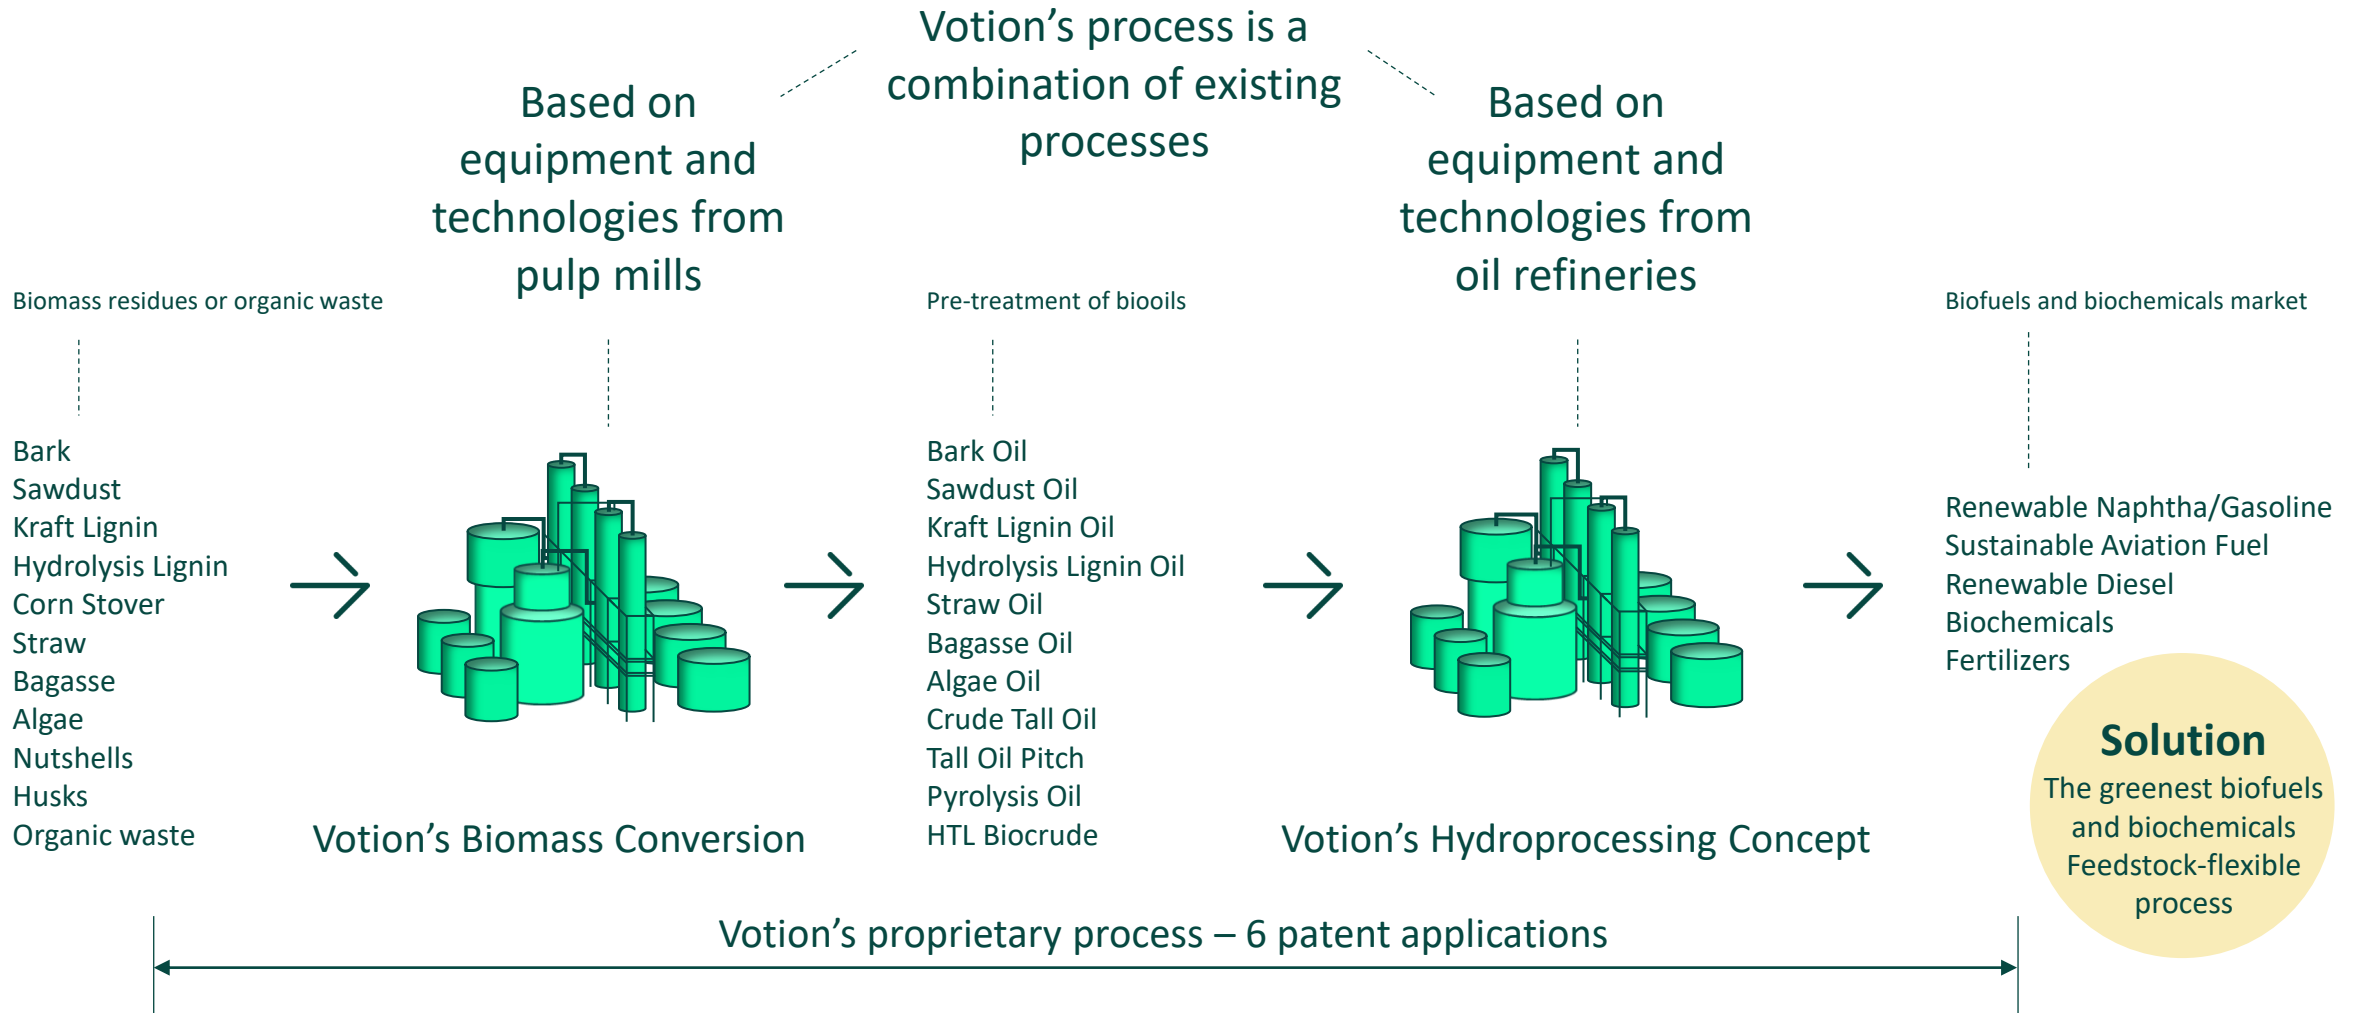 Votion’s process is a
combination of existing
processes
Based on
equipment and
technologies from
pulp mills
Based on
equipment and
technologies from
oil refineries
Biomass residues or organic waste
Bark
Sawdust
Kraft Lignin
Hydrolysis Lignin
Corn Stover
Straw
Bagasse
Algae
Nutshells
Husks
Organic waste
Votion’s Biomass Conversion
Pre-treatment of biooils
Bark Oil
Sawdust Oil
Kraft Lignin Oil
Hydrolysis Lignin Oil
Straw Oil
Bagasse Oil
Algae Oil
Crude Tall Oil
Tall Oil Pitch
Pyrolysis Oil
HTL Biocrude
Votion’s Hydroprocessing Concept
Biofuels and biochemicals market
Renewable Naphtha/Gasoline
Sustainable Aviation Fuel
Renewable Diesel
Biochemicals
Fertilizers
Solution
The greenest biofuels
and biochemicals
Feedstock-flexible
process
Votion’s proprietary process – 6 patent applications